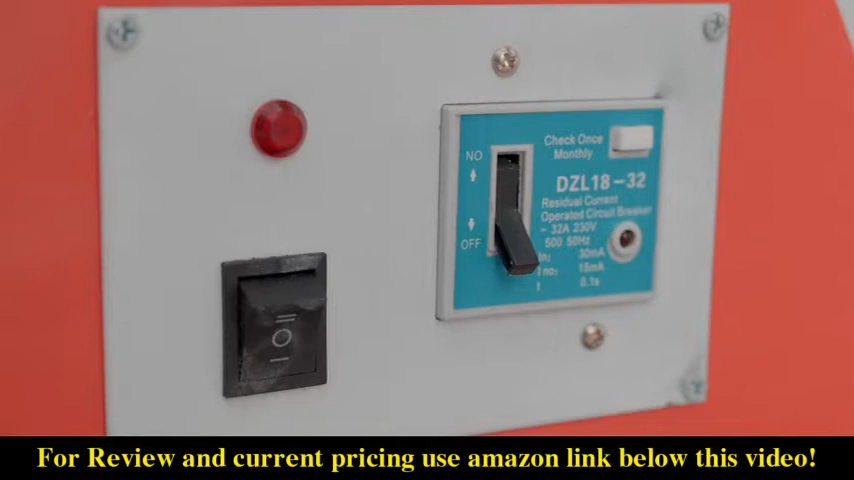 NO
OFF
Check Once
Monthly
DZL18-32
Residual Current
Operated Circuit Breaker
~ 32A 230V
500 50Hz
30mA
I no: 15mA
t 0.1s
For Review and current pricing use amazon link below this video!